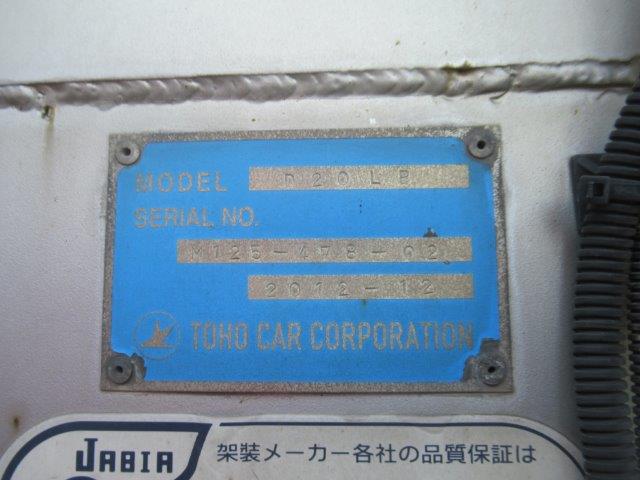 MODEL D20LB
SERIAL NO.
M125-478-02
2012-12
TOHO CAR CORPORATION
JABIA 架装メーカー各社の品質保証は